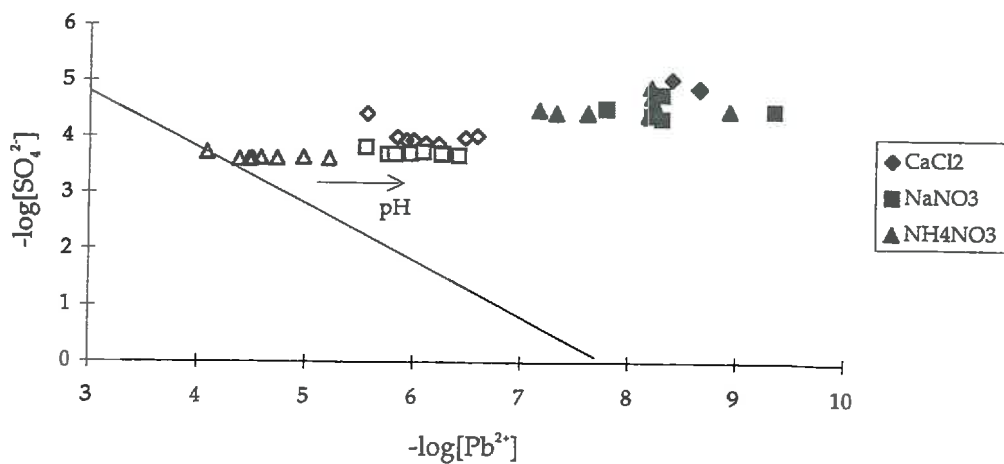 6
5
4
3
2
1
0
-log[SO₄²⁻]
pH
3 4 5 6 7 8 9 10
-log[Pb²⁺]
CaCl2
NaNO3
NH4NO3